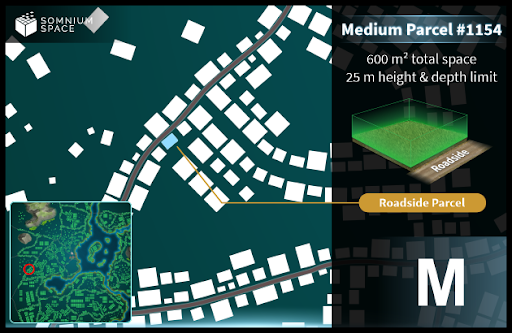 SOMNIUM
SPACE
Medium Parcel #1154
600 m² total space
25 m height & depth limit
Roadside
Roadside Parcel
M